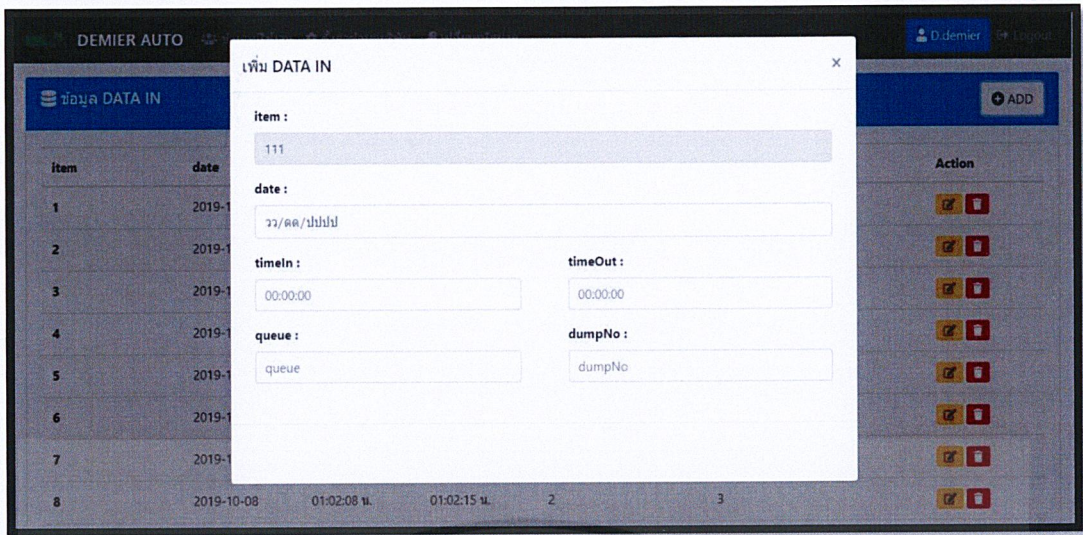 DEMIER AUTO
D.demier
Logout
ข้อมูล DATA IN
ADD
เพิ่ม DATA IN
×
item :
111
date :
วว/ดด/ปปปป
timeIn :
timeOut :
00:00:00
00:00:00
queue :
dumpNo :
queue
dumpNo
item date Action
1 2019-1
2 2019-1
3 2019-1
4 2019-1
5 2019-1
6 2019-1
7 2019-1
8 2019-10-08 01:02:08 น. 01:02:15 น. 2 3